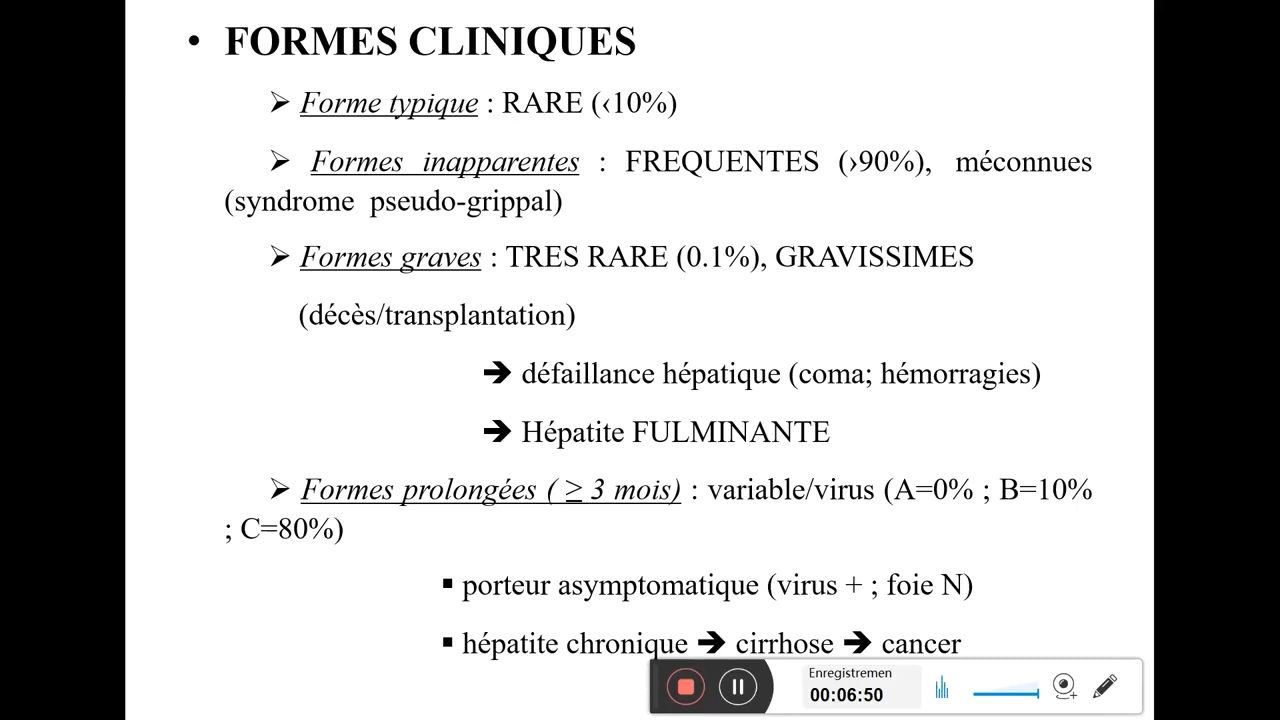 • FORMES CLINIQUES
➢ Forme typique : RARE (‹10%)
➢ Formes inapparentes : FREQUENTES (›90%), méconnues
(syndrome pseudo-grippal)
➢ Formes graves : TRES RARE (0.1%), GRAVISSIMES
(décès/transplantation)
➔ défaillance hépatique (coma; hémorragies)
➔ Hépatite FULMINANTE
➢ Formes prolongées ( ≥ 3 mois) : variable/virus (A=0% ; B=10%
; C=80%)
▪ porteur asymptomatique (virus + ; foie N)
▪ hépatite chronique ➔ cirrhose ➔ cancer
Enregistremen
00:06:50